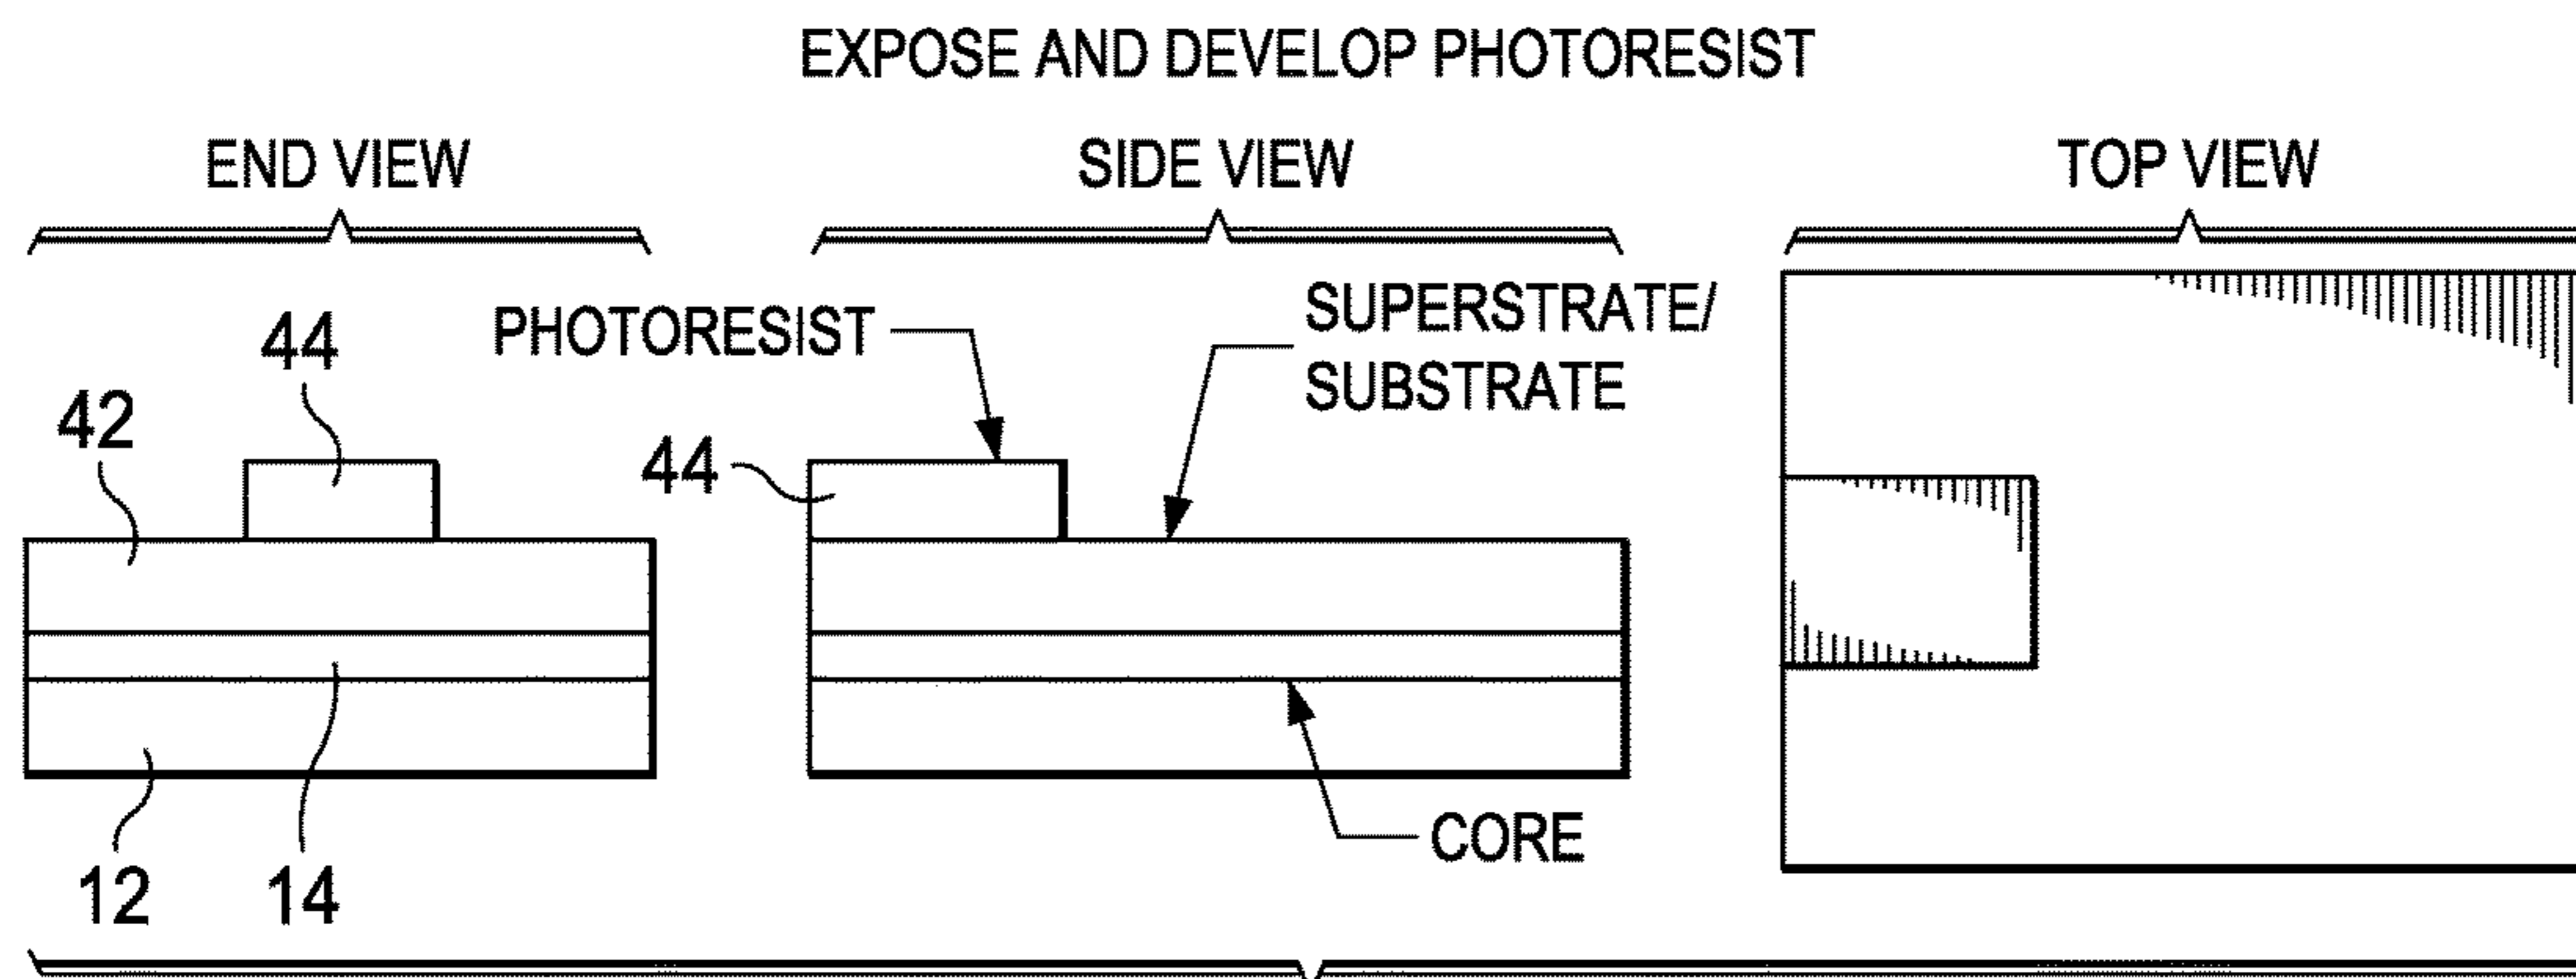 EXPOSE AND DEVELOP PHOTORESIST
END VIEW
SIDE VIEW
TOP VIEW
PHOTORESIST
SUPERSTRATE/
SUBSTRATE
44
42
44
CORE
12
14